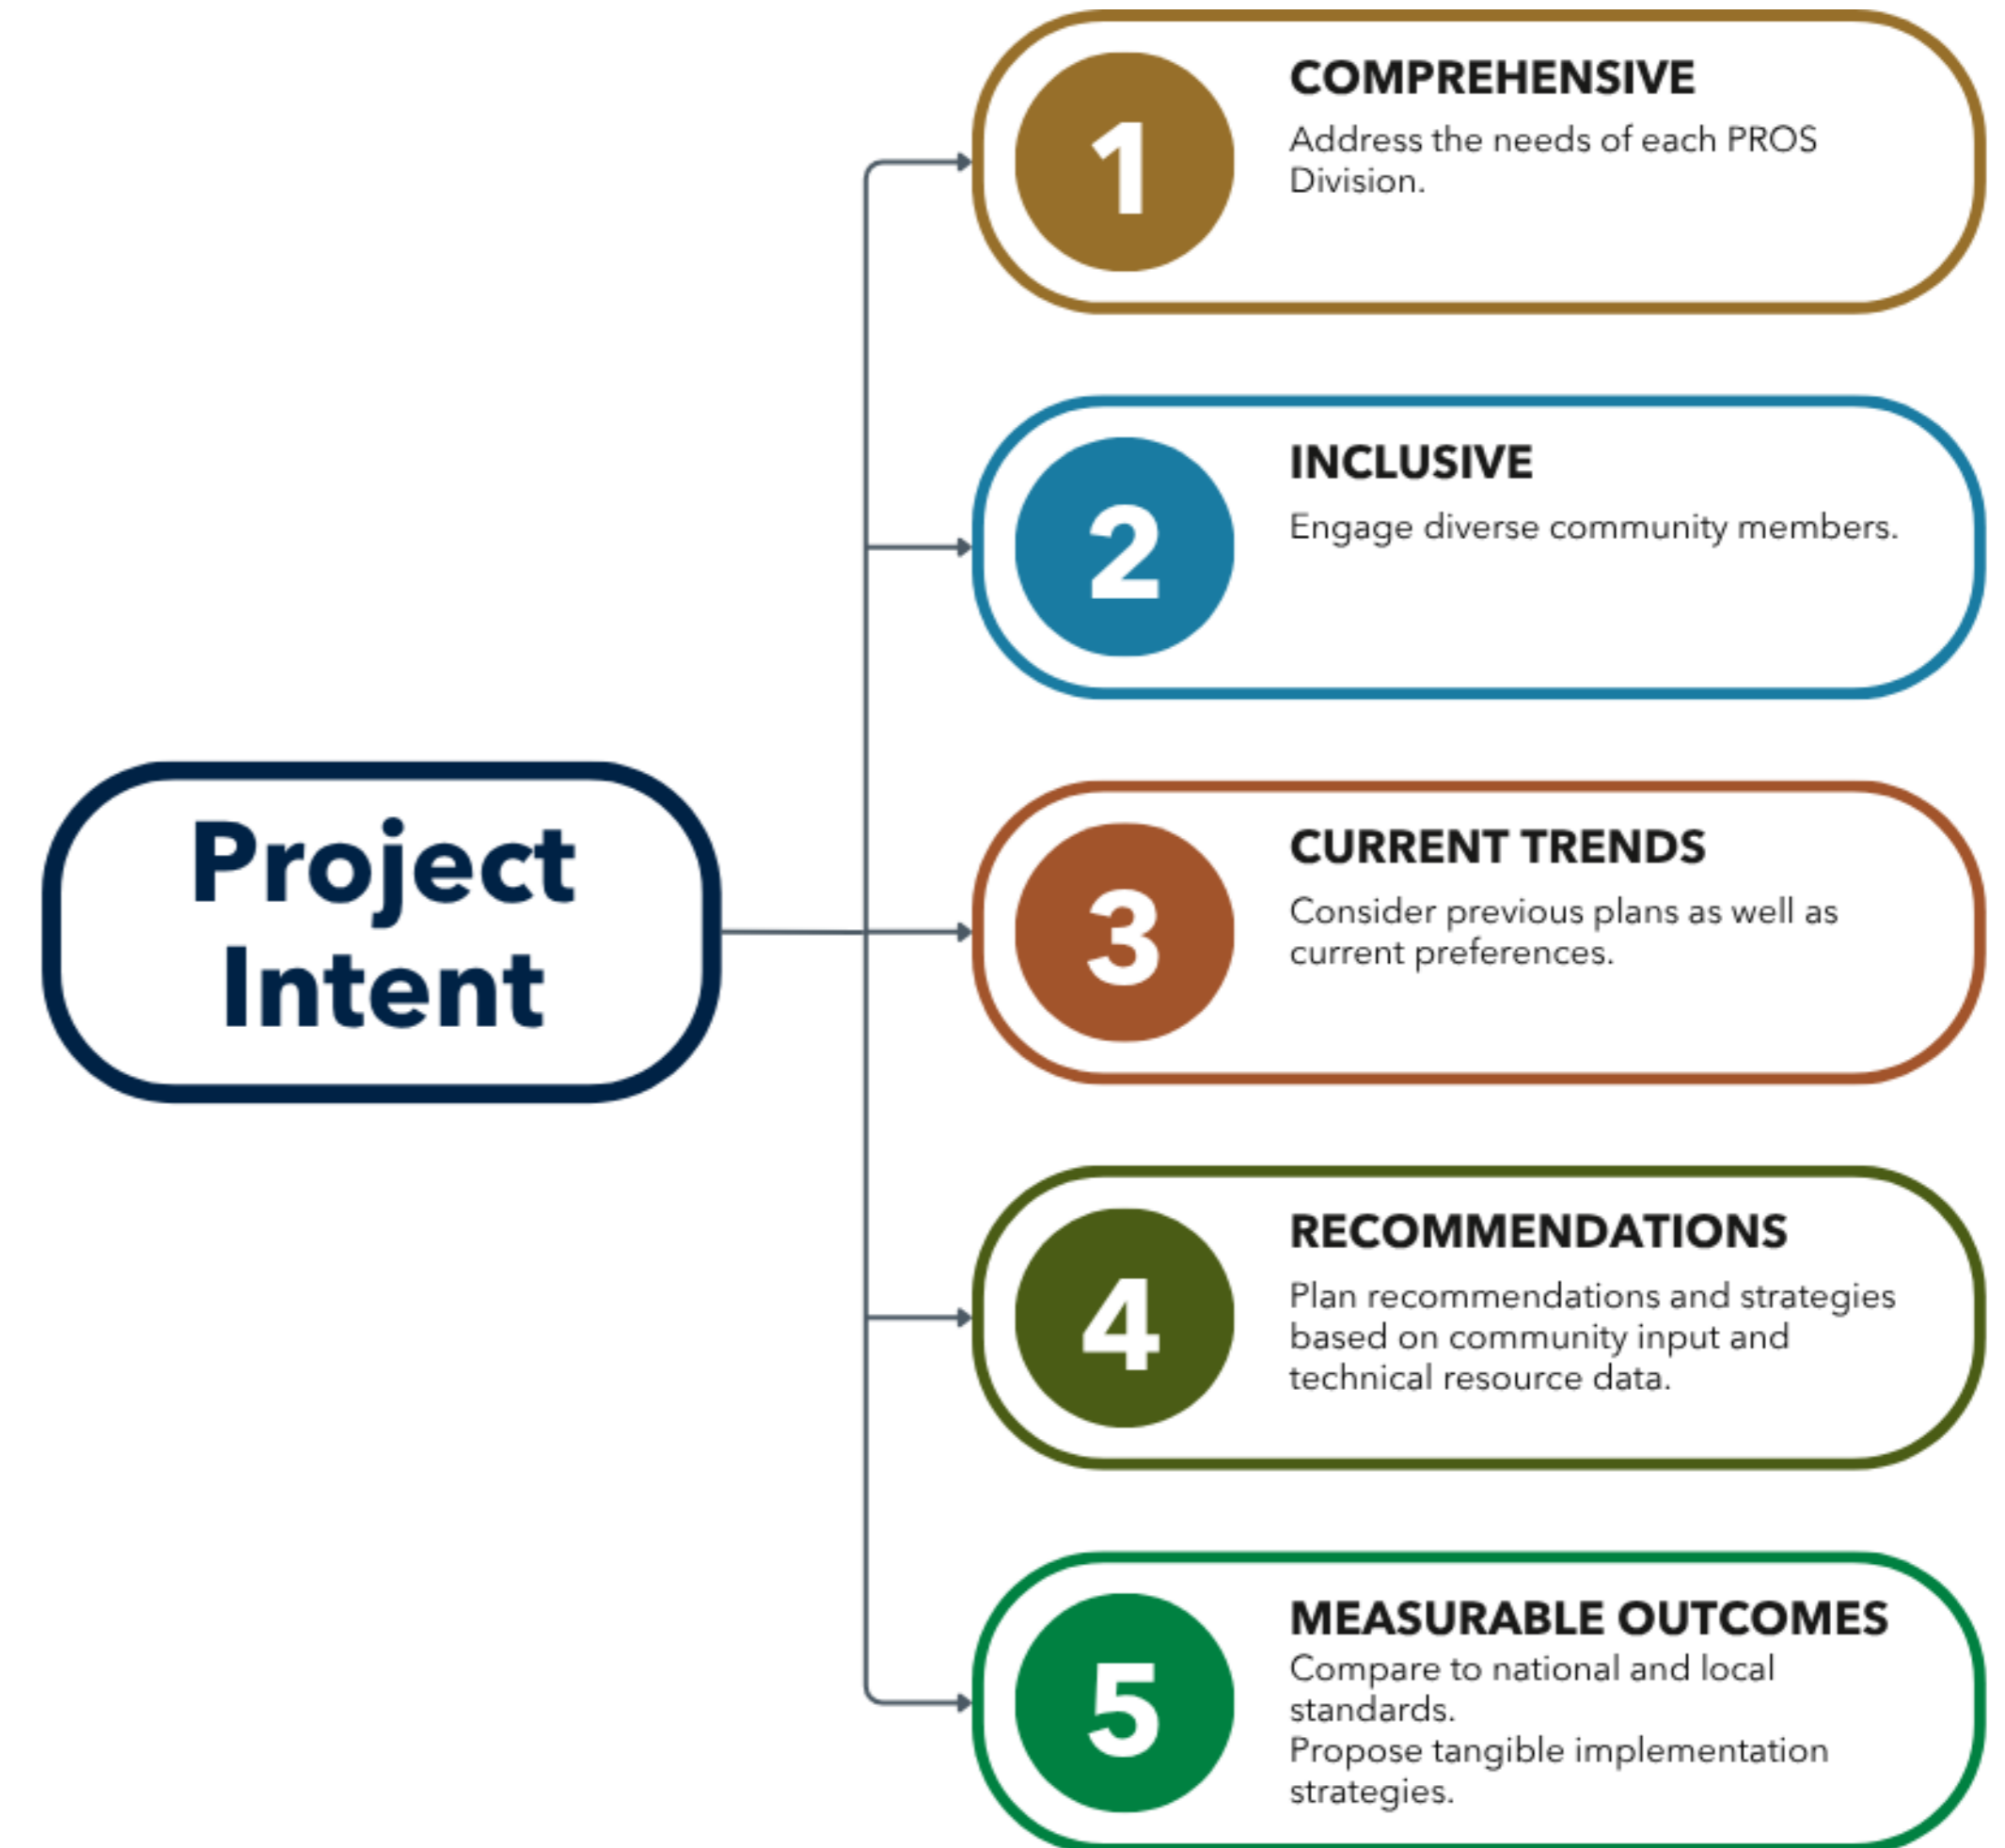 Project
Intent
1
COMPREHENSIVE
Address the needs of each PROS
Division.
2
INCLUSIVE
Engage diverse community members.
3
CURRENT TRENDS
Consider previous plans as well as
current preferences.
4
RECOMMENDATIONS
Plan recommendations and strategies
based on community input and
technical resource data.
5
MEASURABLE OUTCOMES
Compare to national and local
standards.
Propose tangible implementation
strategies.